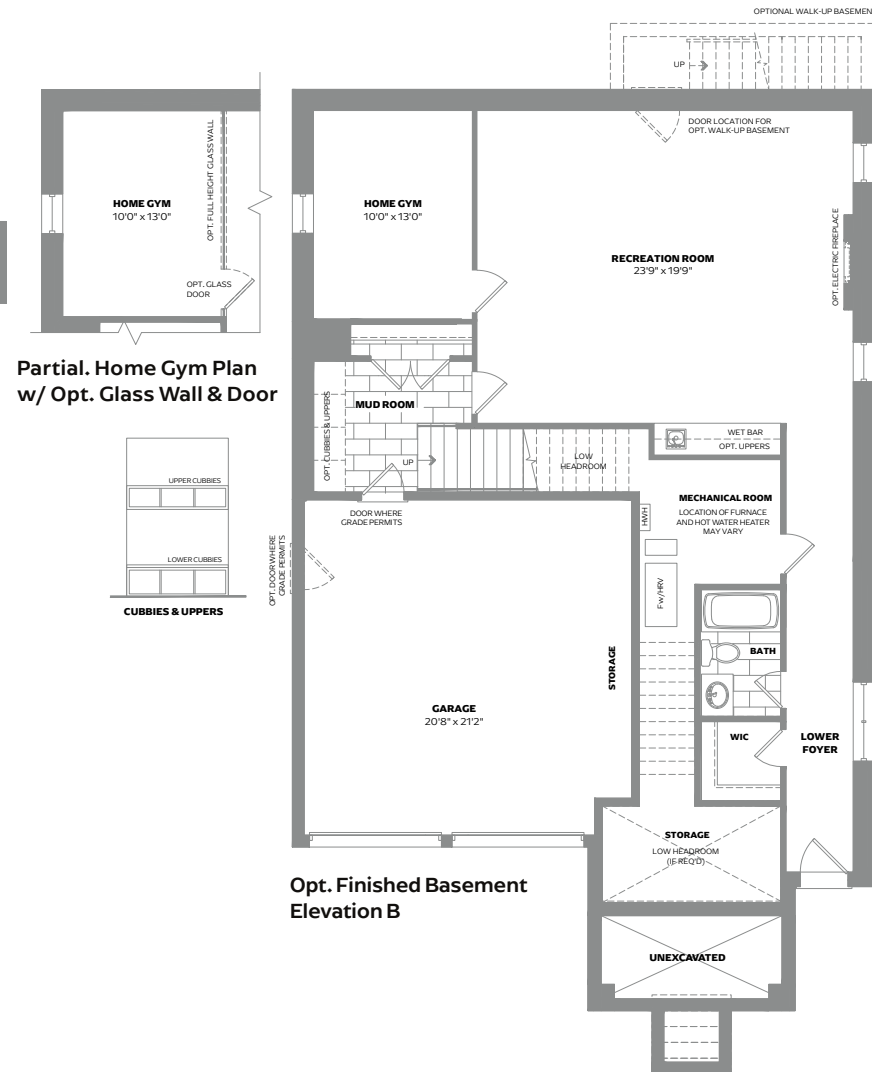 OPTIONAL WALK-UP BASEMEN
UP
DOOR LOCATION FOR
OPT. WALK-UP BASEMENT
HOME GYM
10'0" x 13'0"
OPT. FULL HEIGHT GLASS WALL
OPT. GLASS
DOOR
Partial. Home Gym Plan
w/ Opt. Glass Wall & Door
HOME GYM
10'0" x 13'0"
RECREATION ROOM
23'9" x 19'9"
OPT. ELECTRIC FIREPLACE
MUD ROOM
OPT. CUBBIES & UPPERS
UP
LOW
HEADROOM
WET BAR
OPT. UPPERS
UPPER CUBBIES
LOWER CUBBIES
CUBBIES & UPPERS
DOOR WHERE
GRADE PERMITS
OPT. DOOR WHERE
GRADE PERMITS
MECHANICAL ROOM
LOCATION OF FURNACE
AND HOT WATER HEATER
MAY VARY
HWH
Fw/HRV
STORAGE
BATH
GARAGE
20'8" x 21'2"
WIC
LOWER
FOYER
STORAGE
LOW HEADROOM
(IF REQ'D)
Opt. Finished Basement
Elevation B
UNEXCAVATED